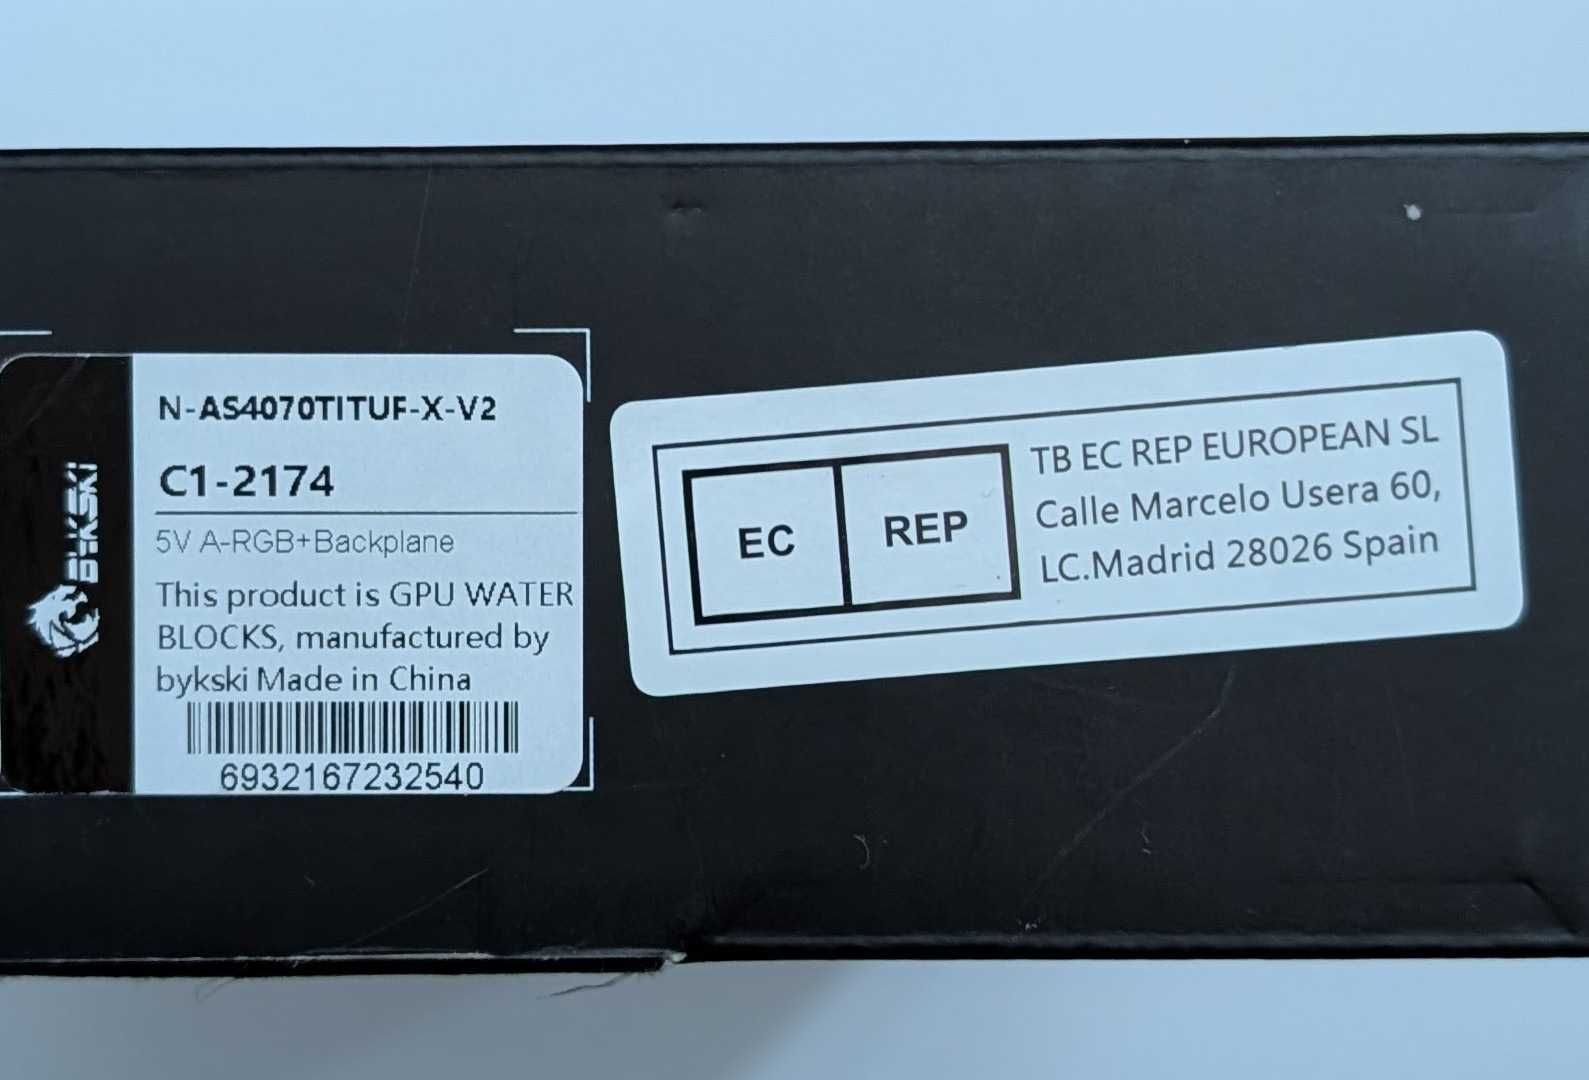 BYKSKI
N-AS4070TITUF-X-V2
C1-2174
5V A-RGB+Backplane
This product is GPU WATER
BLOCKS, manufactured by
bykski Made in China
6932167232540
EC REP
TB EC REP EUROPEAN SL
Calle Marcelo Usera 60,
LC.Madrid 28026 Spain